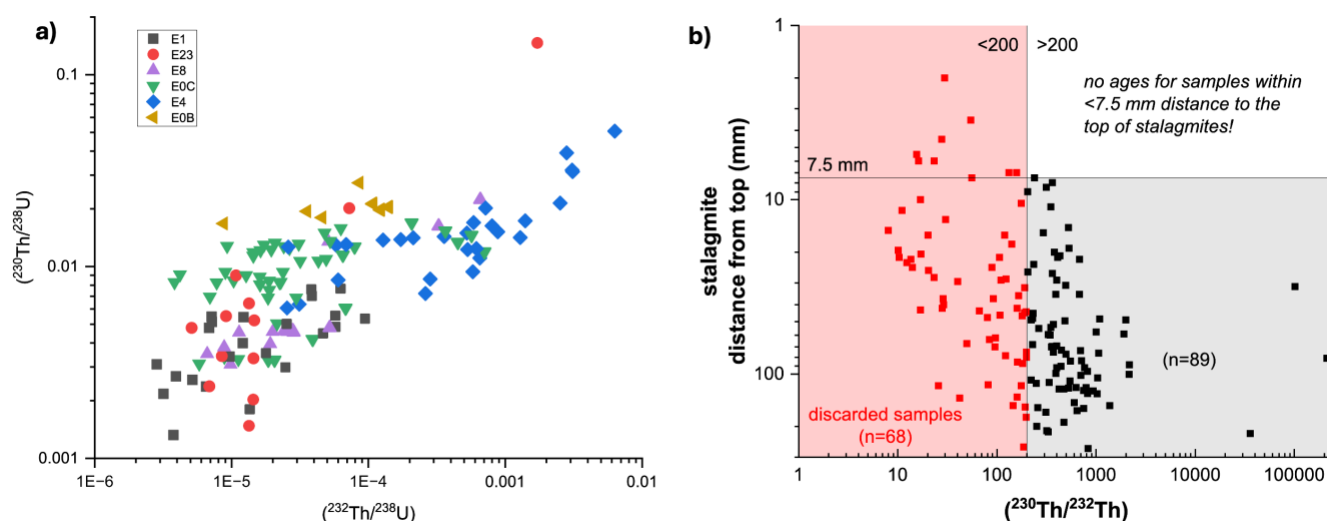 a)
E1
E23
E8
E0C
E4
E0B
0.1
0.01
0.001
(²³⁰Th/²³⁸U)
1E−6
1E−5
1E−4
0.001
0.01
(²³²Th/²³⁸U)
b)
<200
>200
no ages for samples within
<7.5 mm distance to the
top of stalagmites!
7.5 mm
(n=89)
discarded samples
(n=68)
stalagmite
distance from top (mm)
1
10
100
1
10
100
1000
10000
100000
(²³⁰Th/²³²Th)